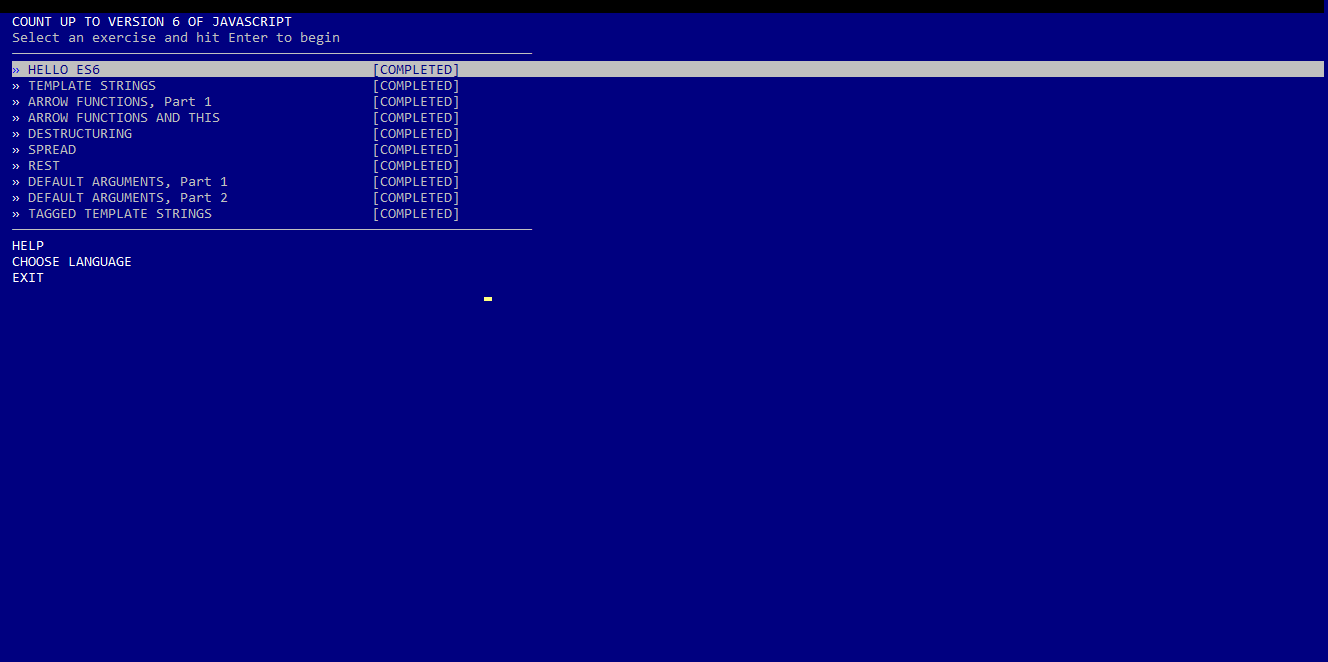 COUNT UP TO VERSION 6 OF JAVASCRIPT
Select an exercise and hit Enter to begin
» HELLO ES6 [COMPLETED]
» TEMPLATE STRINGS [COMPLETED]
» ARROW FUNCTIONS, Part 1 [COMPLETED]
» ARROW FUNCTIONS AND THIS [COMPLETED]
» DESTRUCTURING [COMPLETED]
» SPREAD [COMPLETED]
» REST [COMPLETED]
» DEFAULT ARGUMENTS, Part 1 [COMPLETED]
» DEFAULT ARGUMENTS, Part 2 [COMPLETED]
» TAGGED TEMPLATE STRINGS [COMPLETED]
HELP
CHOOSE LANGUAGE
EXIT